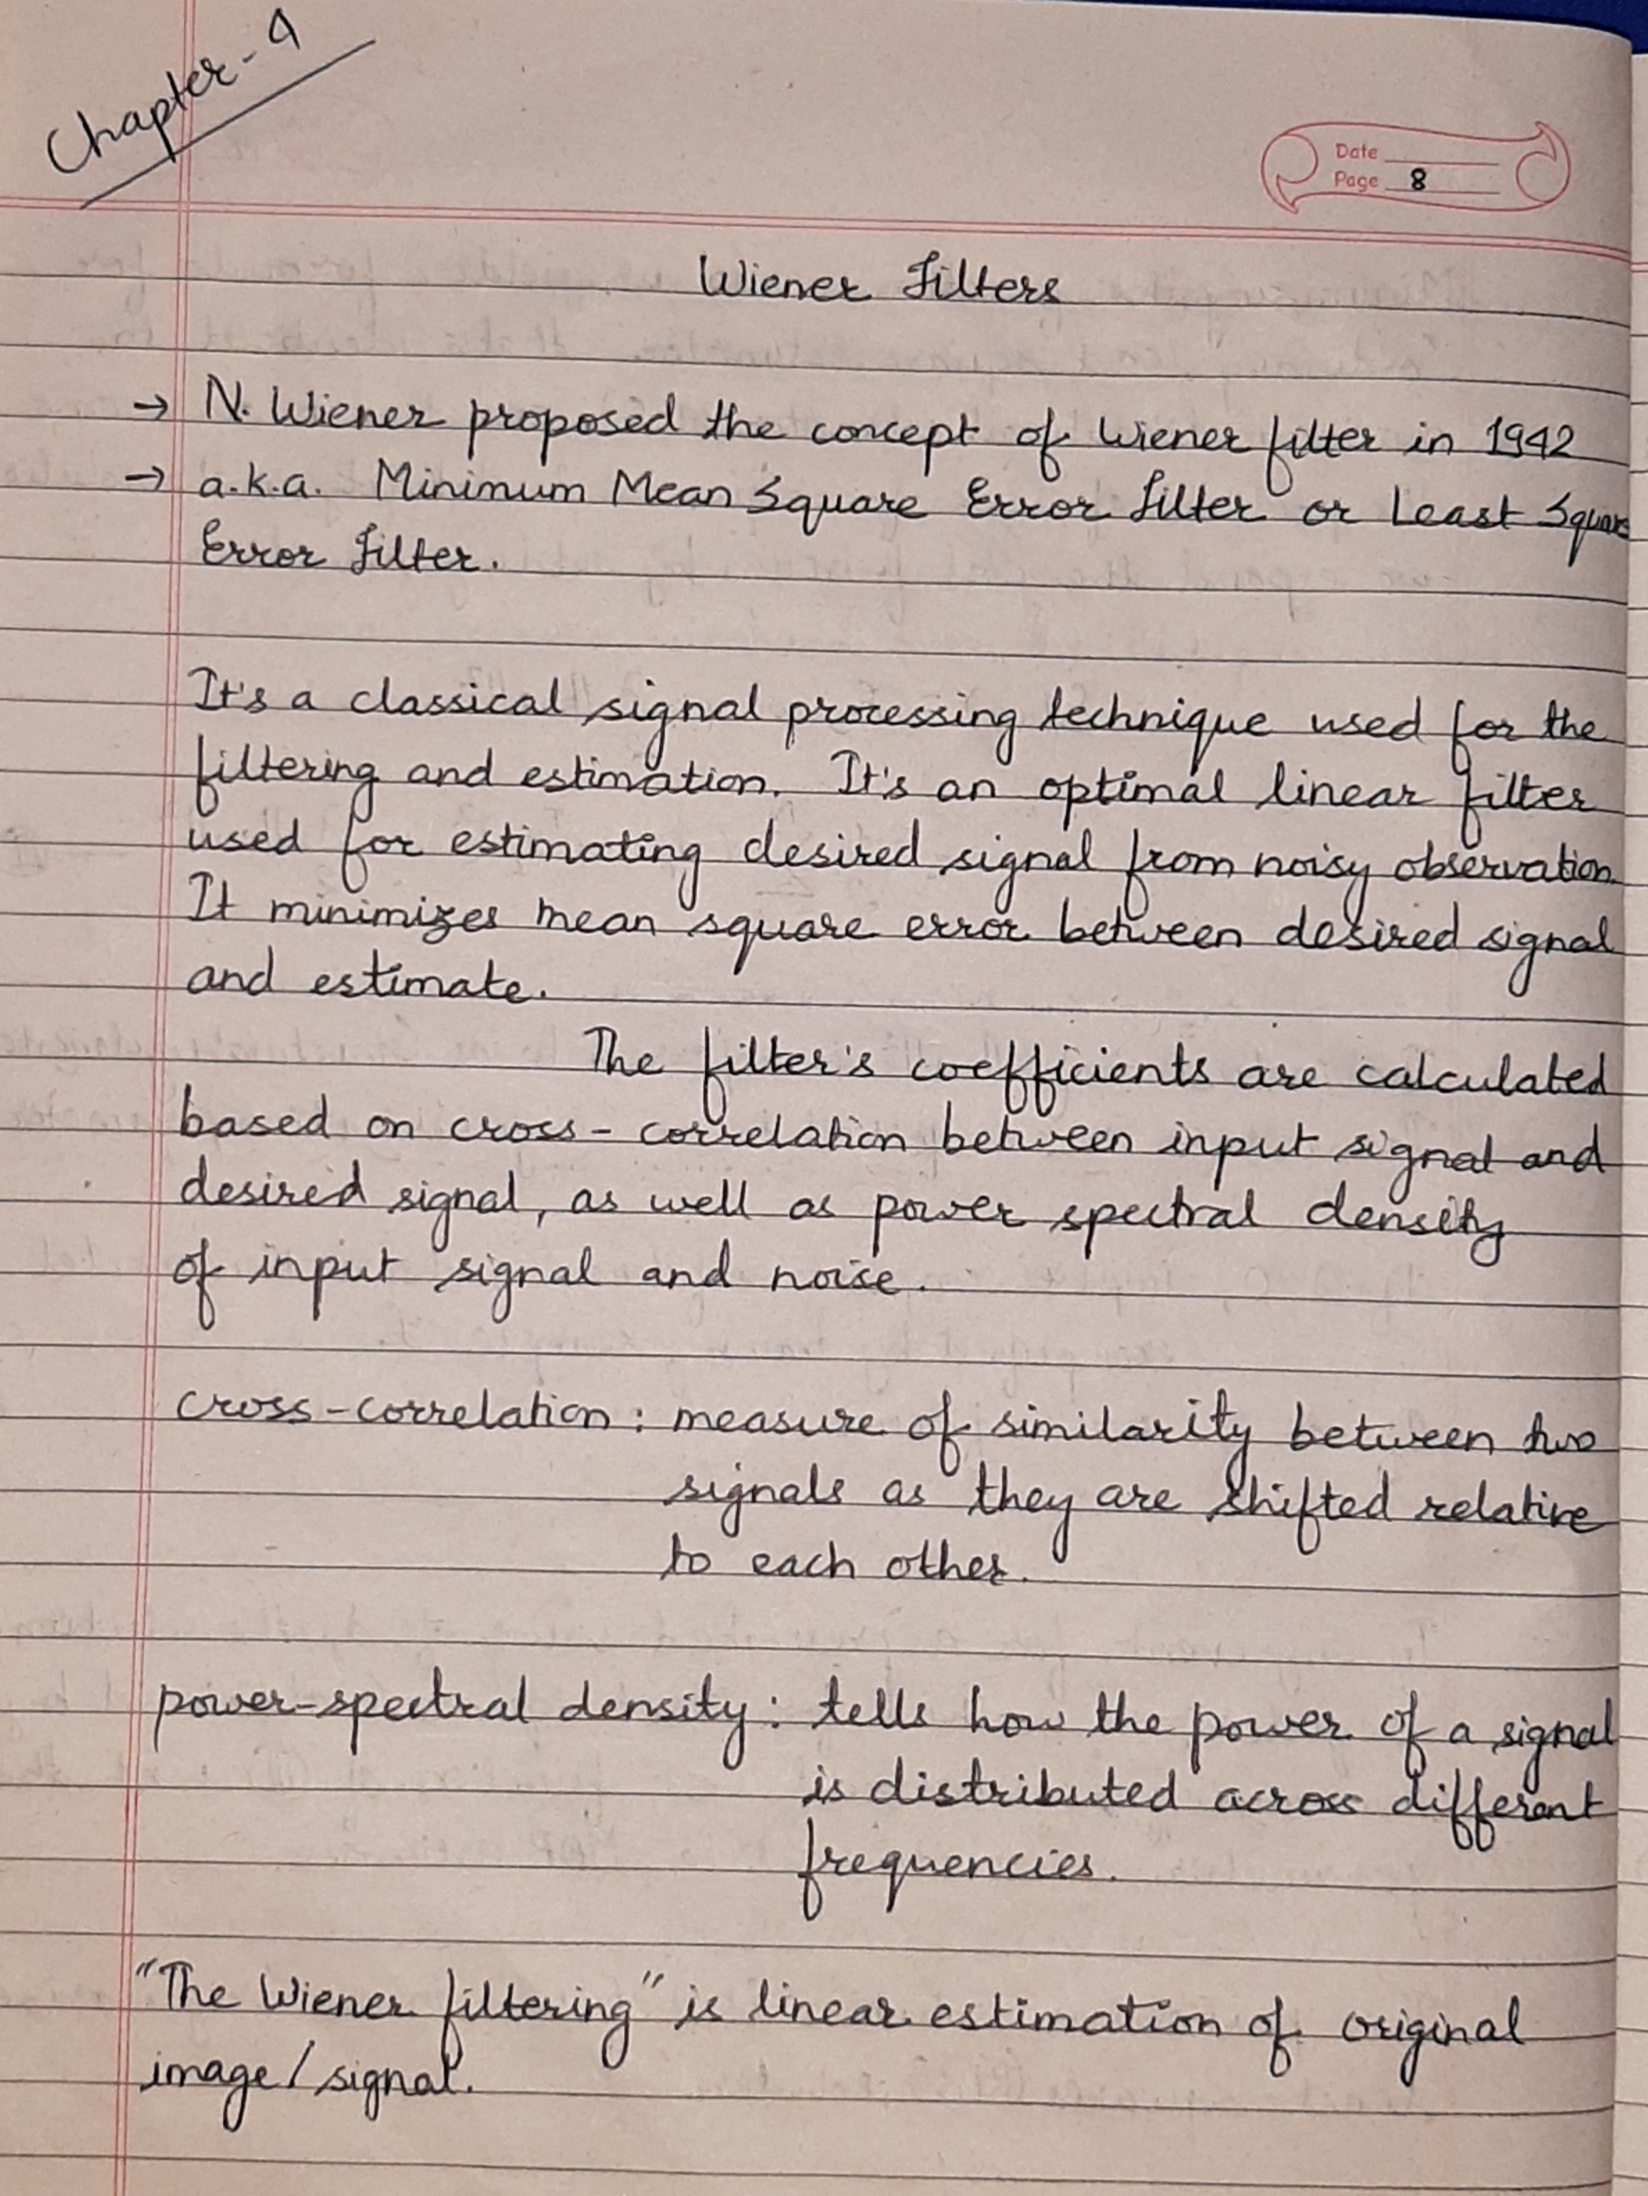 Chapter-9
Date
Page 8
Wiener Filters
→ N. Wiener proposed the concept of Wiener filter in 1942
→ a.k.a. Minimum Mean Square Error Filter or Least Square
Error Filter.
It's a classical signal processing technique used for the
filtering and estimation. It's an optimal linear filter
used for estimating desired signal from noisy observation.
It minimizes mean square error between desired signal
and estimate.
The filter's coefficients are calculated
based on cross-correlation between input signal and
desired signal, as well as power spectral density
of input signal and noise.
cross-correlation : measure of similarity between two
signals as they are shifted relative
to each other.
power-spectral density : tells how the power of a signal
is distributed across different
frequencies.
"The Wiener filtering" is linear estimation of original
image/signal.